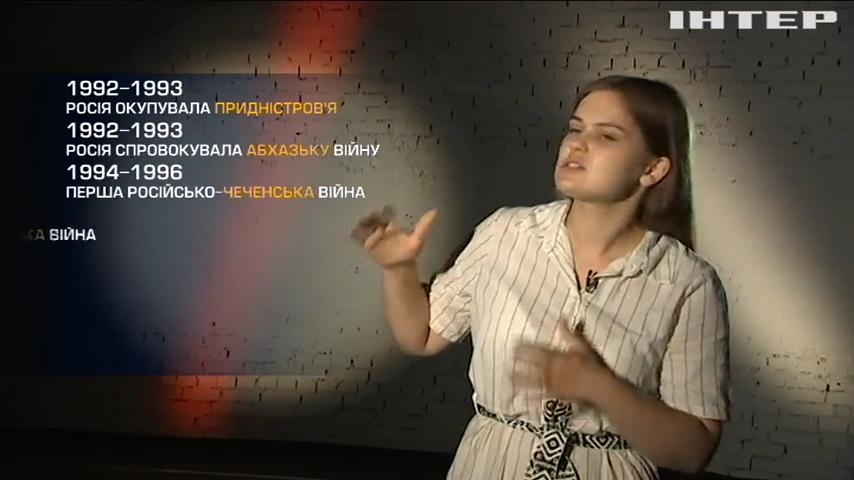 ІНТЕР
1992–1993
РОСІЯ ОКУПУВАЛА ПРИДНІСТРОВ'Я
1992–1993
РОСІЯ СПРОВОКУВАЛА АБХАЗЬКУ ВІЙНУ
1994–1996
ПЕРША РОСІЙСЬКО-ЧЕЧЕНСЬКА ВІЙНА
ВІЙНА